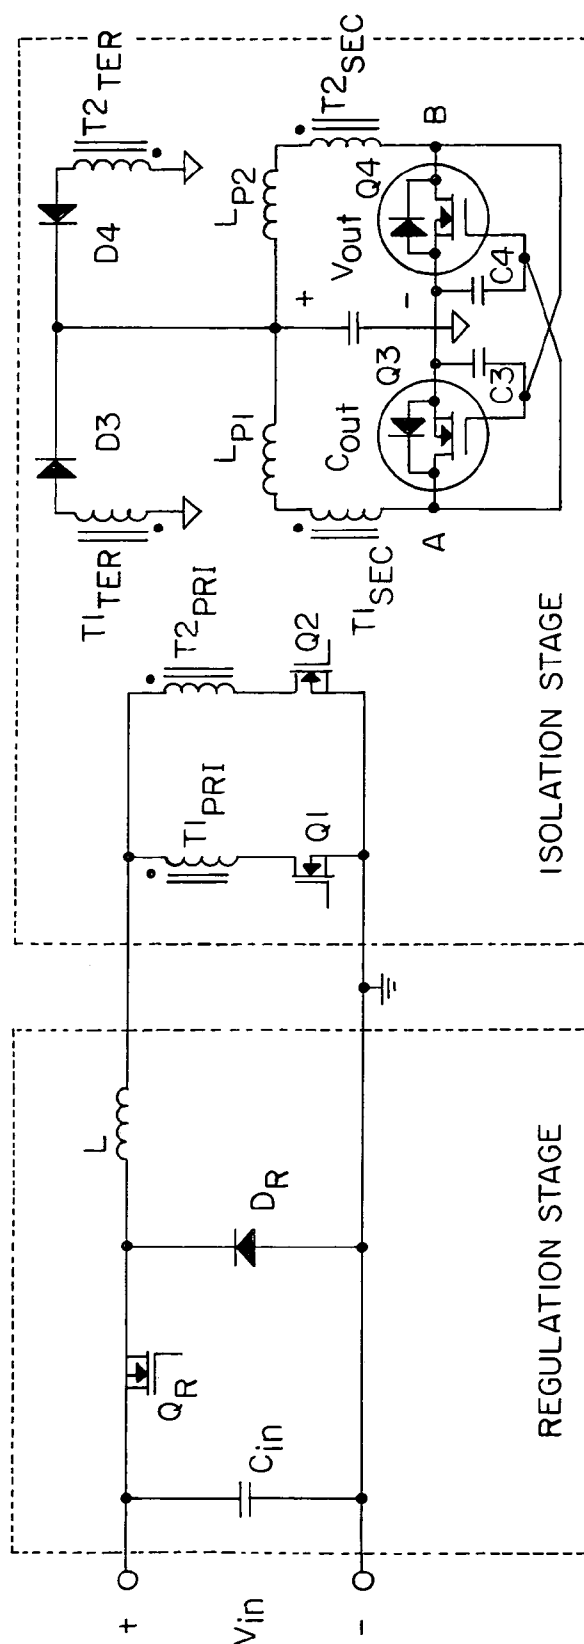 +
Vin
-
Cin
QR
DR
L
REGULATION STAGE
T1PRI
T2PRI
Q1
Q2
ISOLATION STAGE
T1TER
D3
D4
T2TER
LP1
LP2
T1SEC
T2SEC
+
-
Cout
Vout
Q3
Q4
A
B
C3
C4